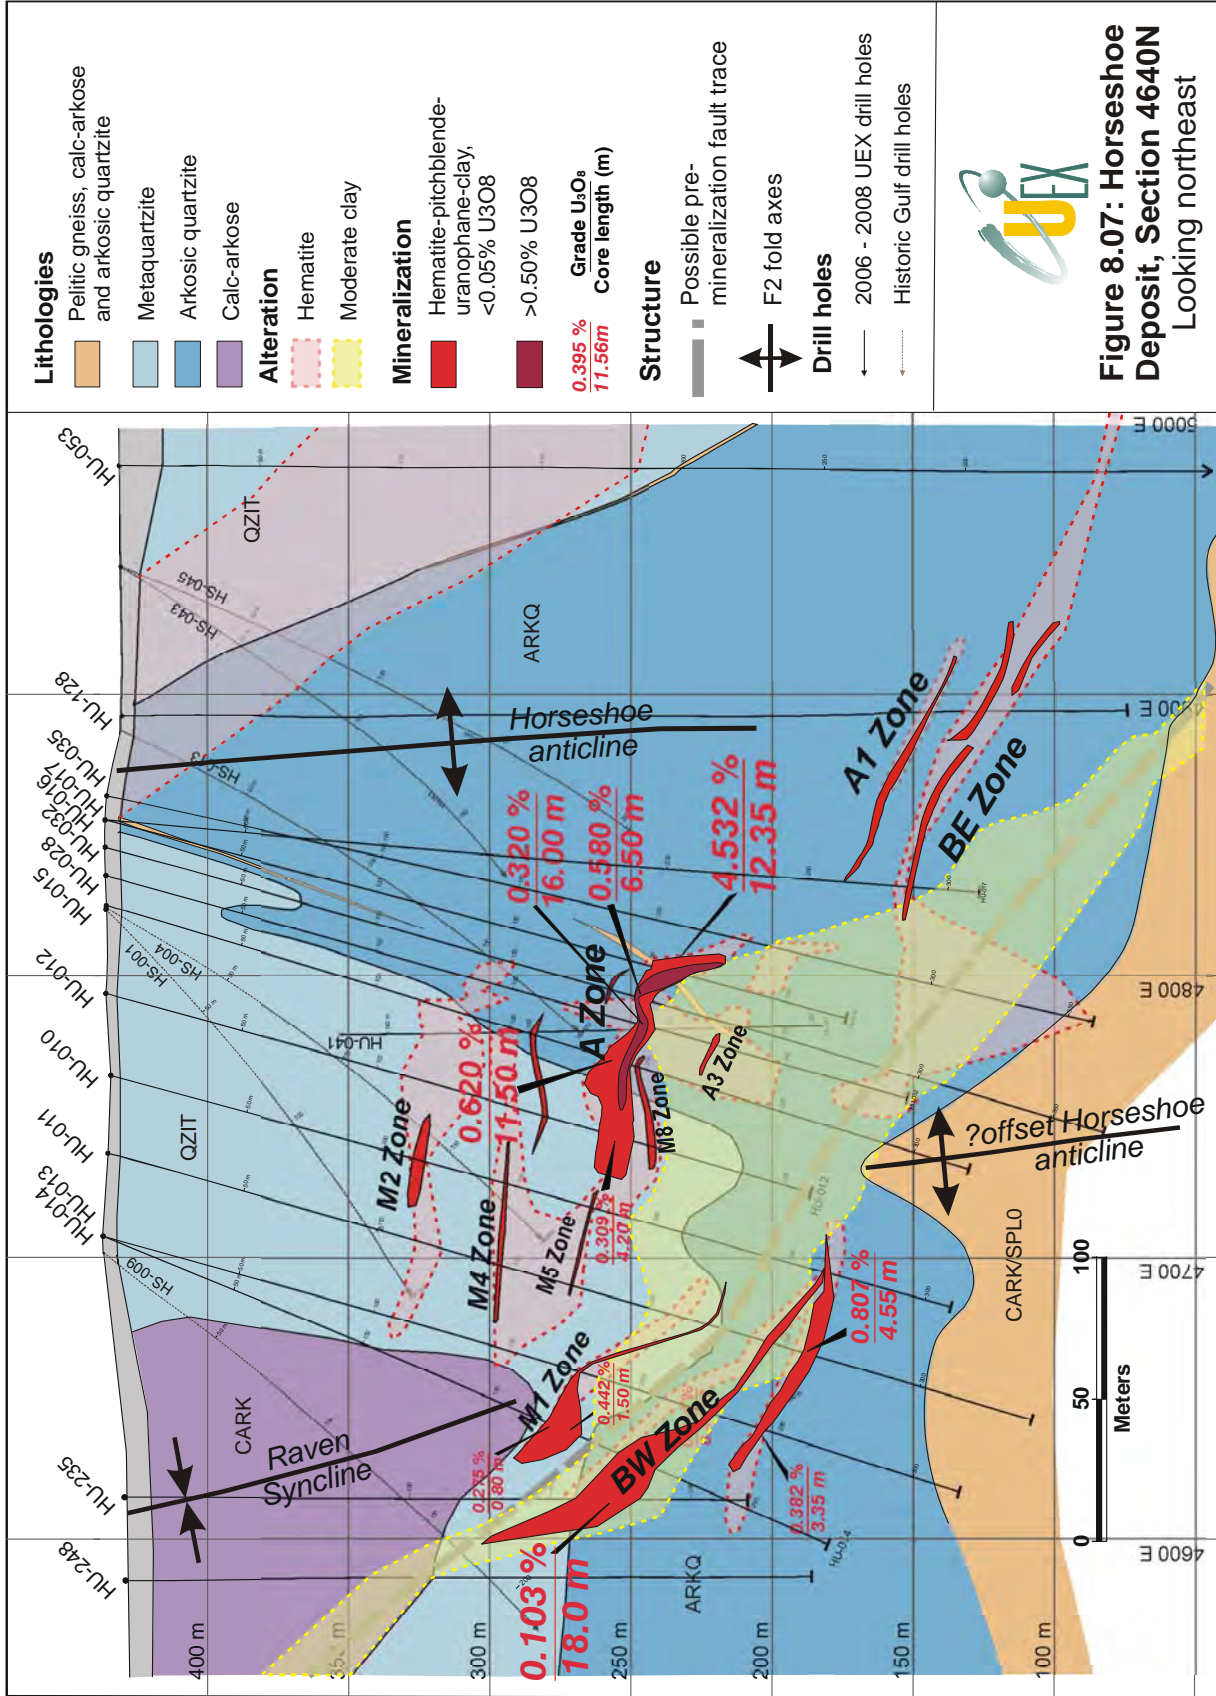 HU-248
HU-235
HU-014
HU-013
HU-011
HU-010
HU-012
HU-015
HU-028
HU-032
HU-016
HU-017
HU-035
HU-128
HU-053
HS-009
HS-001
HS-004
HS-043
HS-045
HU-041
400 m
300 m
250 m
200 m
150 m
100 m
CARK
QZIT
QZIT
ARKQ
ARKQ
CARK/SPL0
Raven
Syncline
Horseshoe
anticline
?offset Horseshoe
anticline
M2 Zone
M4 Zone
M5 Zone
M1 Zone
M8 Zone
A Zone
A3 Zone
A1 Zone
BE Zone
BW Zone
0.620 %
11.50 m
0.320 %
16.00 m
0.580 %
6.50 m
4.532 %
12.35 m
0.309 %
4.20 m
0.442 %
1.50 m
0.275 %
0.80 m
0.103 %
18.0 m
0.382 %
3.35 m
0.807 %
4.55 m
HU-012
HU-014
4600 E
4700 E
4800 E
5000 E
0
50
100
Meters
Lithologies
Pelitic gneiss, calc-arkose
and arkosic quartzite
Metaquartzite
Arkosic quartzite
Calc-arkose
Alteration
Hematite
Moderate clay
Mineralization
Hematite-pitchblende-
uranophane-clay,
<0.05% U3O8
>0.50% U3O8
0.395 %
11.56m
Grade U₃O₈
Core length (m)
Structure
Possible pre-
mineralization fault trace
F2 fold axes
Drill holes
2006 - 2008 UEX drill holes
Historic Gulf drill holes
UEX
Figure 8.07: Horseshoe
Deposit, Section 4640N
Looking northeast